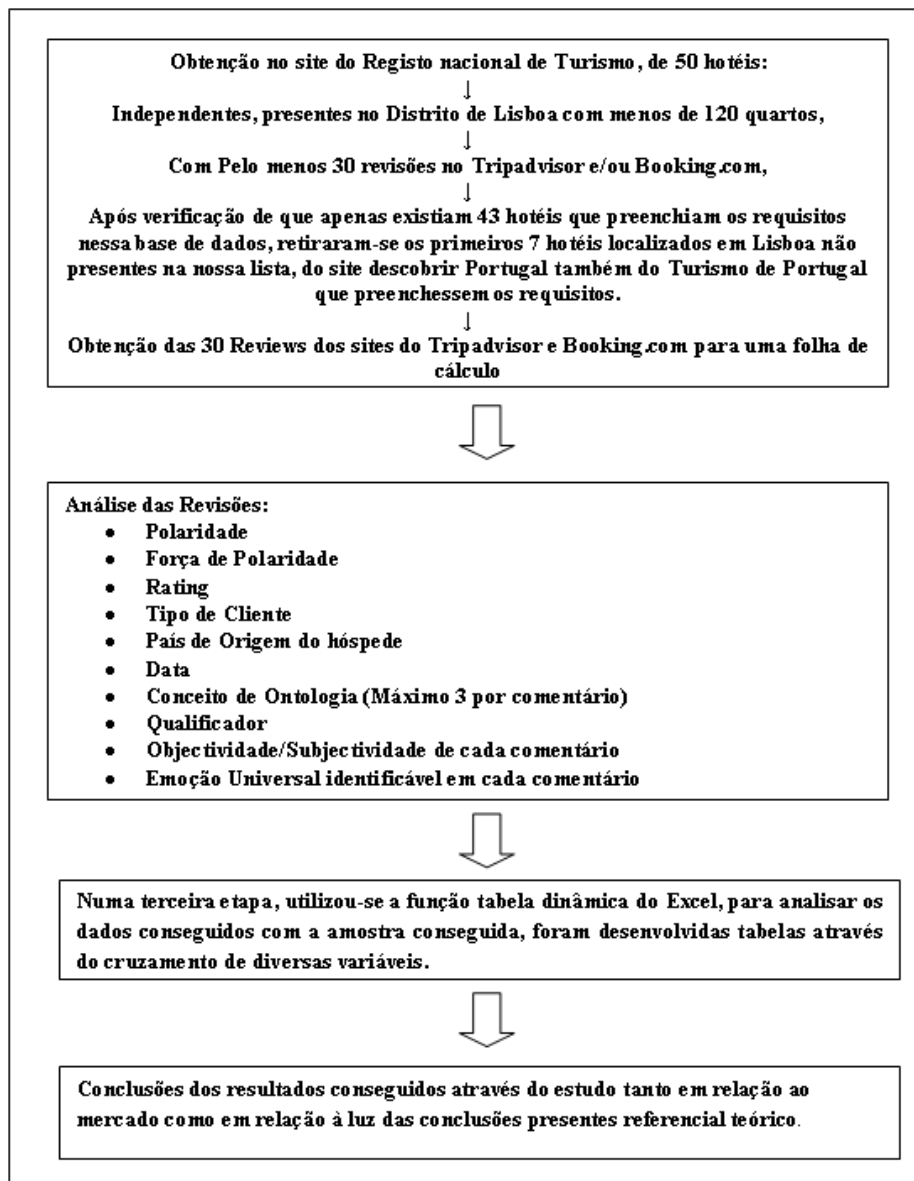 Obtenção no site do Registo nacional de Turismo, de 50 hotéis:
↓
Independentes, presentes no Distrito de Lisboa com menos de 120 quartos,
↓
Com Pelo menos 30 revisões no Tripadvisor e/ou Booking.com,
↓
Após verificação de que apenas existiam 43 hotéis que preenchiam os requisitos
nessa base de dados, retiraram-se os primeiros 7 hotéis localizados em Lisboa não
presentes na nossa lista, do site descobrir Portugal também do Turismo de Portugal
que preenchessem os requisitos.
↓
Obtenção das 30 Reviews dos sites do Tripadvisor e Booking.com para uma folha de
cálculo
Análise das Revisões:
• Polaridade
• Força de Polaridade
• Rating
• Tipo de Cliente
• País de Origem do hóspede
• Data
• Conceito de Ontologia (Máximo 3 por comentário)
• Qualificador
• Objectividade/Subjectividade de cada comentário
• Emoção Universal identificável em cada comentário
Numa terceira etapa, utilizou-se a função tabela dinâmica do Excel, para analisar os
dados conseguidos com a amostra conseguida, foram desenvolvidas tabelas através
do cruzamento de diversas variáveis.
Conclusões dos resultados conseguidos através do estudo tanto em relação ao
mercado como em relação à luz das conclusões presentes referencial teórico.